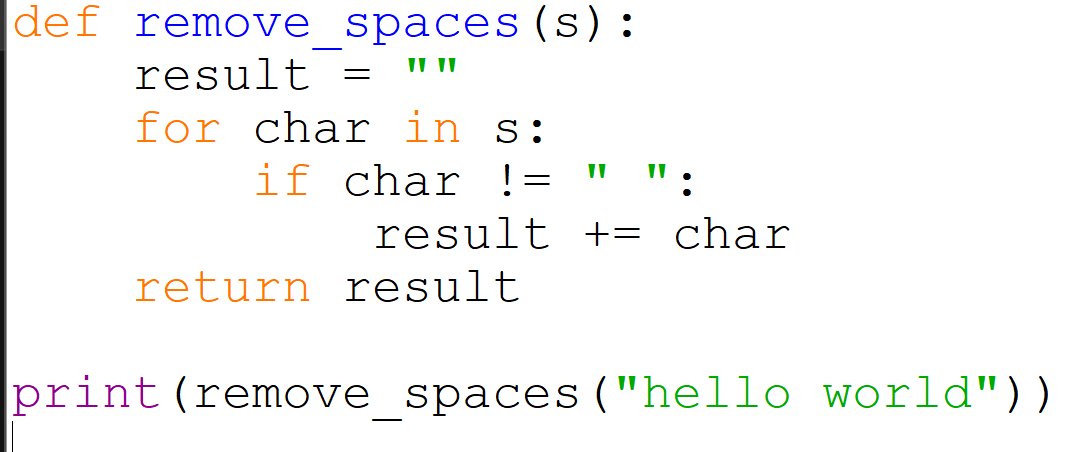 def remove_spaces(s):
    result = ""
    for char in s:
        if char != " ":
            result += char
    return result

print(remove_spaces("hello world"))